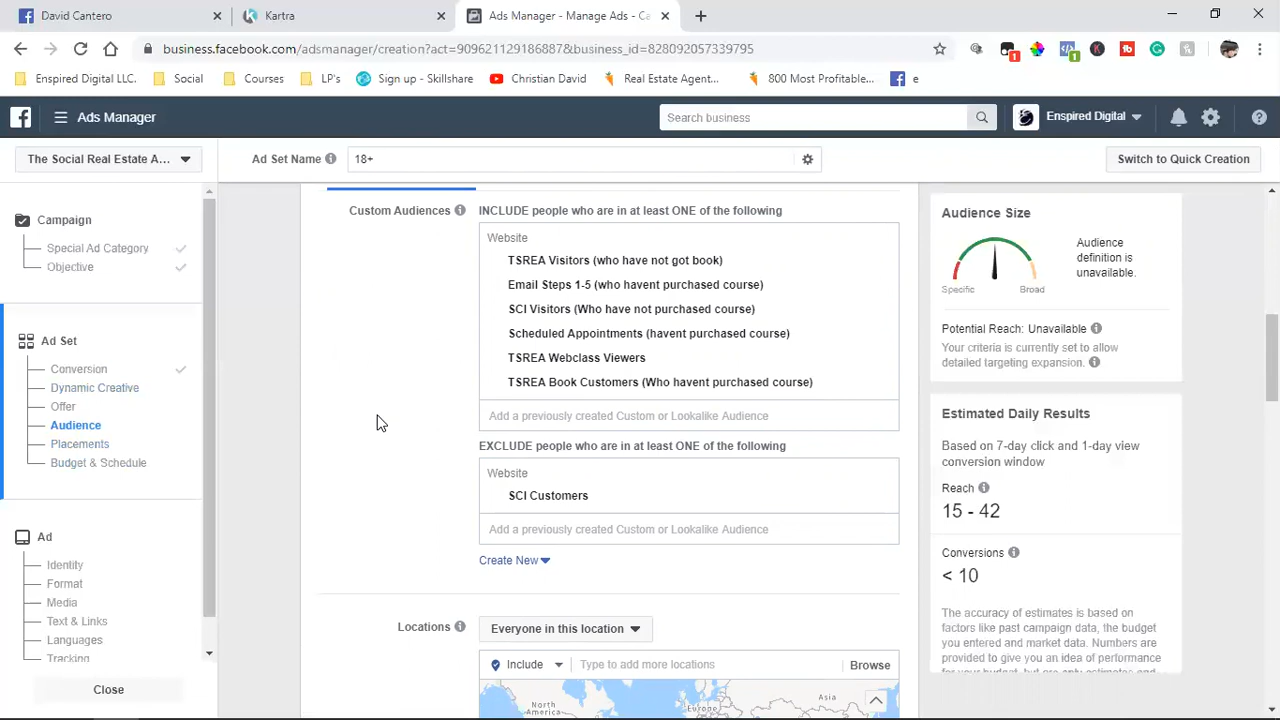 David Cantero
Kartra
Ads Manager - Manage Ads - Ca
business.facebook.com/adsmanager/creation?act=909621129186887&business_id=828092057339795
1
1
Enspired Digital LLC.
Social
Courses
LP's
Sign up - Skillshare
Christian David
Real Estate Agent...
800 Most Profitable...
e
Ads Manager
Search business
Enspired Digital
The Social Real Estate A...
Ad Set Name
18+
Switch to Quick Creation
Campaign
Special Ad Category
Objective
Ad Set
Conversion
Dynamic Creative
Offer
Audience
Placements
Budget & Schedule
Ad
Identity
Format
Media
Text & Links
Languages
Tracking
Close
Custom Audiences
INCLUDE people who are in at least ONE of the following
Website
TSREA Visitors (who have not got book)
Email Steps 1-5 (who havent purchased course)
SCI Visitors (Who have not purchased course)
Scheduled Appointments (havent purchased course)
TSREA Webclass Viewers
TSREA Book Customers (Who havent purchased course)
Add a previously created Custom or Lookalike Audience
EXCLUDE people who are in at least ONE of the following
Website
SCI Customers
Add a previously created Custom or Lookalike Audience
Create New
Locations
Everyone in this location
Include
Type to add more locations
Browse
North
America
Europe
Asia
Audience Size
Audience
definition is
unavailable.
Specific
Broad
Potential Reach: Unavailable
Your criteria is currently set to allow
detailed targeting expansion.
Estimated Daily Results
Based on 7-day click and 1-day view
conversion window
Reach
15 - 42
Conversions
< 10
The accuracy of estimates is based on
factors like past campaign data, the budget
you entered and market data. Numbers are
provided to give you an idea of performance
for your budget, but are only estimates and